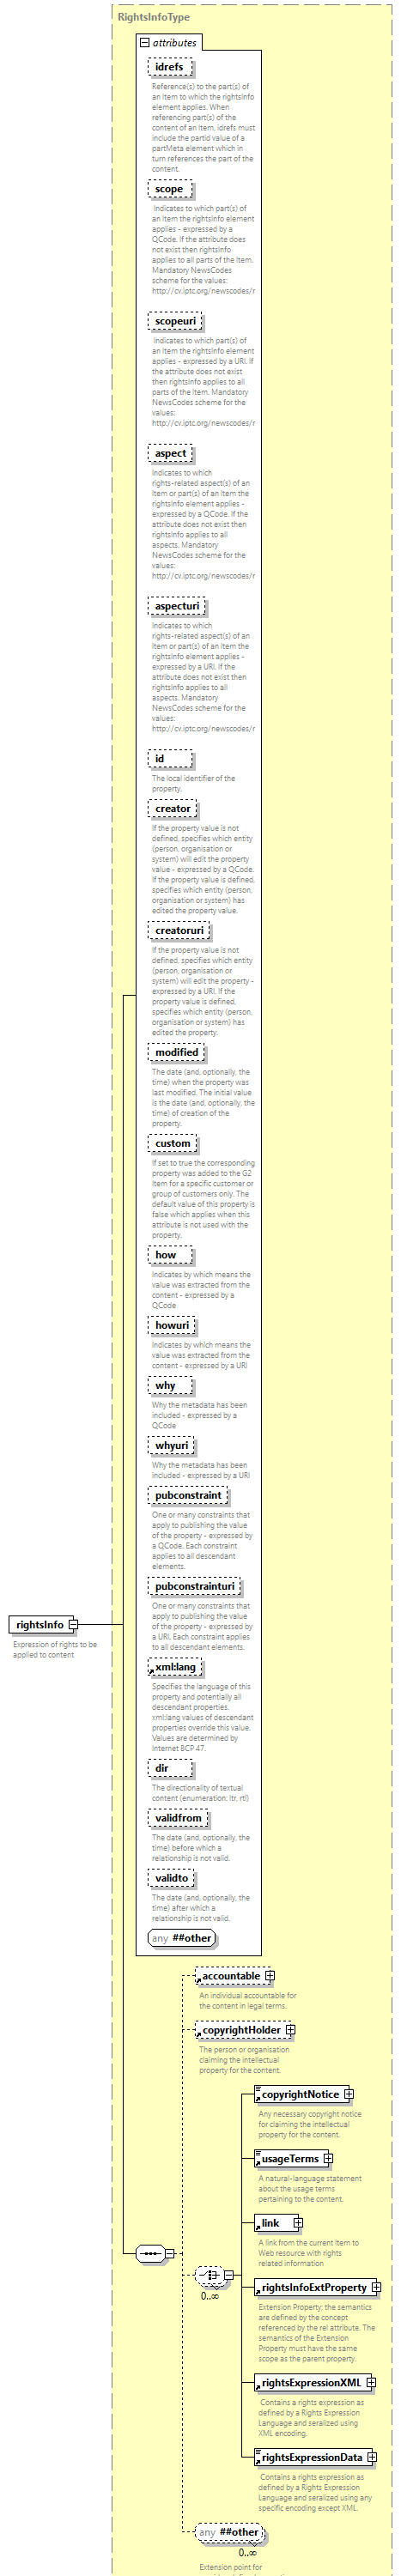 RightsInfoType
attributes
idrefs
Reference(s) to the part(s) of
an Item to which the rightsInfo
element applies. When
referencing part(s) of the
content of an Item, idrefs must
include the partid value of a
partMeta element which in
turn references the part of the
content.
scope
Indicates to which part(s) of
an Item the rightsInfo element
applies - expressed by a
QCode. If the attribute does
not exist then rightsInfo
applies to all parts of the Item.
Mandatory NewsCodes
scheme for the values:
http://cv.iptc.org/newscodes/r
scopeuri
Indicates to which part(s) of
an Item the rightsInfo element
applies - expressed by a URI. If
the attribute does not exist
then rightsInfo applies to all
parts of the Item. Mandatory
NewsCodes scheme for the
values:
http://cv.iptc.org/newscodes/r
aspect
Indicates to which
rights-related aspect(s) of an
Item or part(s) of an Item the
rightsInfo element applies -
expressed by a QCode. If the
attribute does not exist then
rightsInfo applies to all
aspects. Mandatory
NewsCodes scheme for the
values:
http://cv.iptc.org/newscodes/r
aspecturi
Indicates to which
rights-related aspect(s) of an
Item or part(s) of an Item the
rightsInfo element applies -
expressed by a URI. If the
attribute does not exist then
rightsInfo applies to all
aspects. Mandatory
NewsCodes scheme for the
values:
http://cv.iptc.org/newscodes/r
id
The local identifier of the
property.
creator
If the property value is not
defined, specifies which entity
(person, organisation or
system) will edit the property
value - expressed by a QCode.
If the property value is defined,
specifies which entity (person,
organisation or system) has
edited the property value.
creatoruri
If the property value is not
defined, specifies which entity
(person, organisation or
system) will edit the property -
expressed by a URI. If the
property value is defined,
specifies which entity (person,
organisation or system) has
edited the property.
modified
The date (and, optionally, the
time) when the property was
last modified. The initial value
is the date (and, optionally, the
time) of creation of the
property.
custom
If set to true the corresponding
property was added to the G2
Item for a specific customer or
group of customers only. The
default value of this property is
false which applies when this
attribute is not used with the
property.
how
Indicates by which means the
value was extracted from the
content - expressed by a
QCode
howuri
Indicates by which means the
value was extracted from the
content - expressed by a URI
why
Why the metadata has been
included - expressed by a
QCode
whyuri
Why the metadata has been
included - expressed by a URI
pubconstraint
One or many constraints that
apply to publishing the value
of the property - expressed by
a QCode. Each constraint
applies to all descendant
elements.
pubconstrainturi
One or many constraints that
apply to publishing the value
of the property - expressed by
a URI. Each constraint applies
to all descendant elements.
rightsInfo
Expression of rights to be
applied to content
xml:lang
Specifies the language of this
property and potentially all
descendant properties.
xml:lang values of descendant
properties override this value.
Values are determined by
Internet BCP 47.
dir
The directionality of textual
content (enumeration: ltr, rtl)
validfrom
The date (and, optionally, the
time) before which a
relationship is not valid.
validto
The date (and, optionally, the
time) after which a
relationship is not valid.
any ##other
accountable
An individual accountable for
the content in legal terms.
copyrightHolder
The person or organisation
claiming the intellectual
property for the content.
copyrightNotice
Any necessary copyright notice
for claiming the intellectual
property for the content.
usageTerms
A natural-language statement
about the usage terms
pertaining to the content.
link
A link from the current Item to
Web resource with rights
related information
0..∞
rightsInfoExtProperty
Extension Property; the semantics
are defined by the concept
referenced by the rel attribute. The
semantics of the Extension
Property must have the same
scope as the parent property.
rightsExpressionXML
Contains a rights expression as
defined by a Rights Expression
Language and seralized using
XML encoding.
rightsExpressionData
Contains a rights expression as
defined by a Rights Expression
Language and seralized using any
specific encoding except XML.
any ##other
0..∞
Extension point for